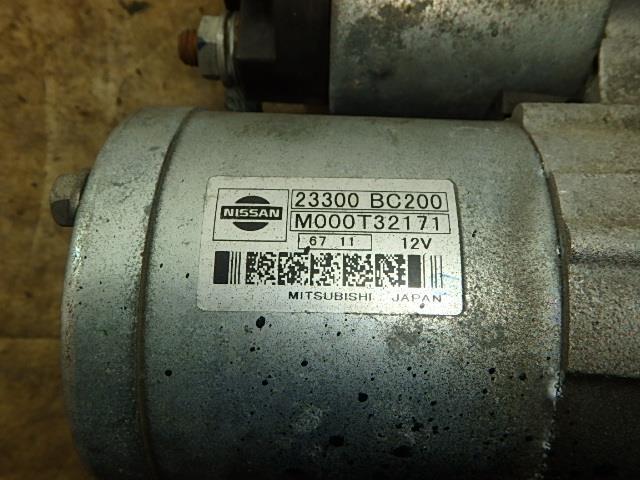 NISSAN
23300 BC200
M000T32171
67 11 12V
MITSUBISHI JAPAN